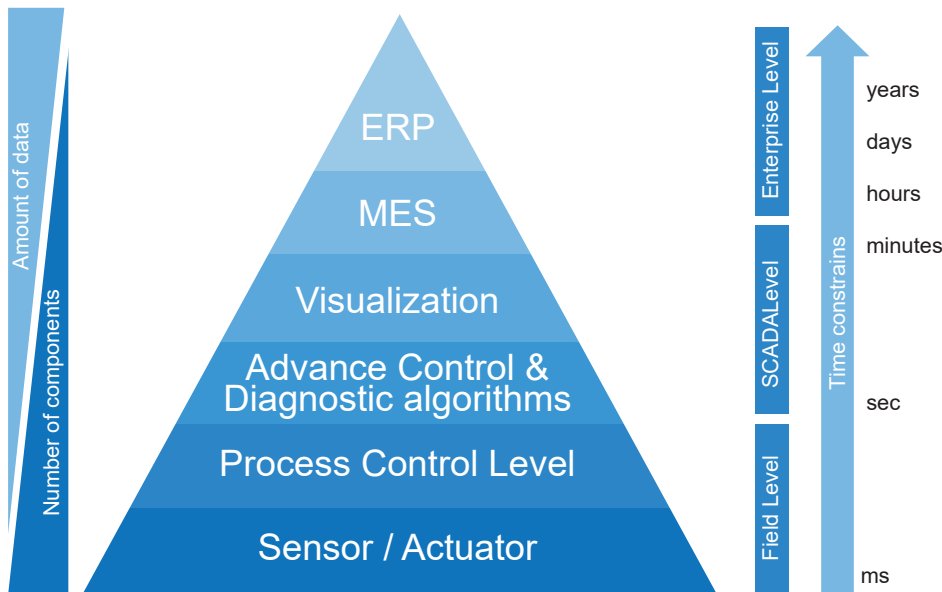 Amount of data
Number of components
ERP
MES
Visualization
Advance Control &
Diagnostic algorithms
Process Control Level
Sensor / Actuator
Enterprise Level
SCADALevel
Field Level
Time constrains
years
days
hours
minutes
sec
ms